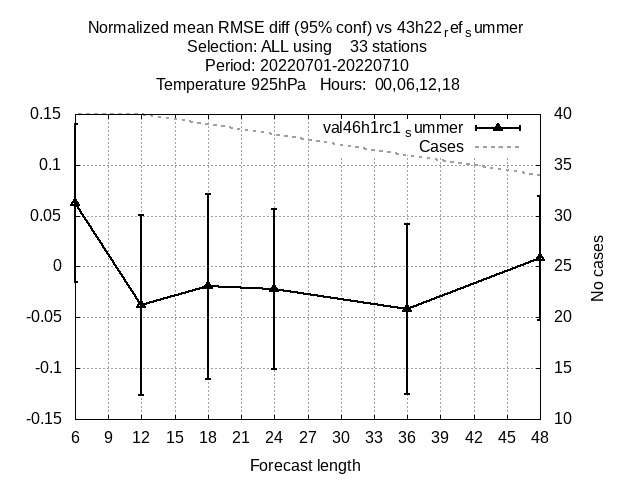 Normalized mean RMSE diff (95% conf) vs 43h22refsummer
Selection: ALL using 33 stations
Period: 20220701-20220710
Temperature 925hPa Hours: 00,06,12,18
val46h1rc1summer
Cases
0.15
0.1
0.05
0
-0.05
-0.1
-0.15
40
35
30
25
20
15
10
No cases
6 9 12 15 18 21 24 27 30 33 36 39 42 45 48
Forecast length